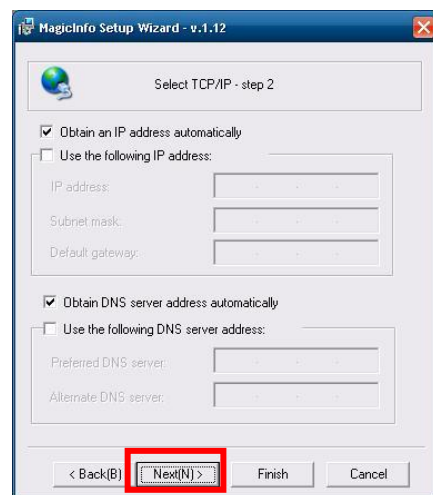 MagicInfo Setup Wizard - v.1.12
Select TCP/IP - step 2
Obtain an IP address automatically
Use the following IP address:
IP address:
Subnet mask:
Default gateway:
Obtain DNS server address automatically
Use the following DNS server address:
Preferred DNS server:
Alternate DNS server:
< Back(B) Next(N) > Finish Cancel